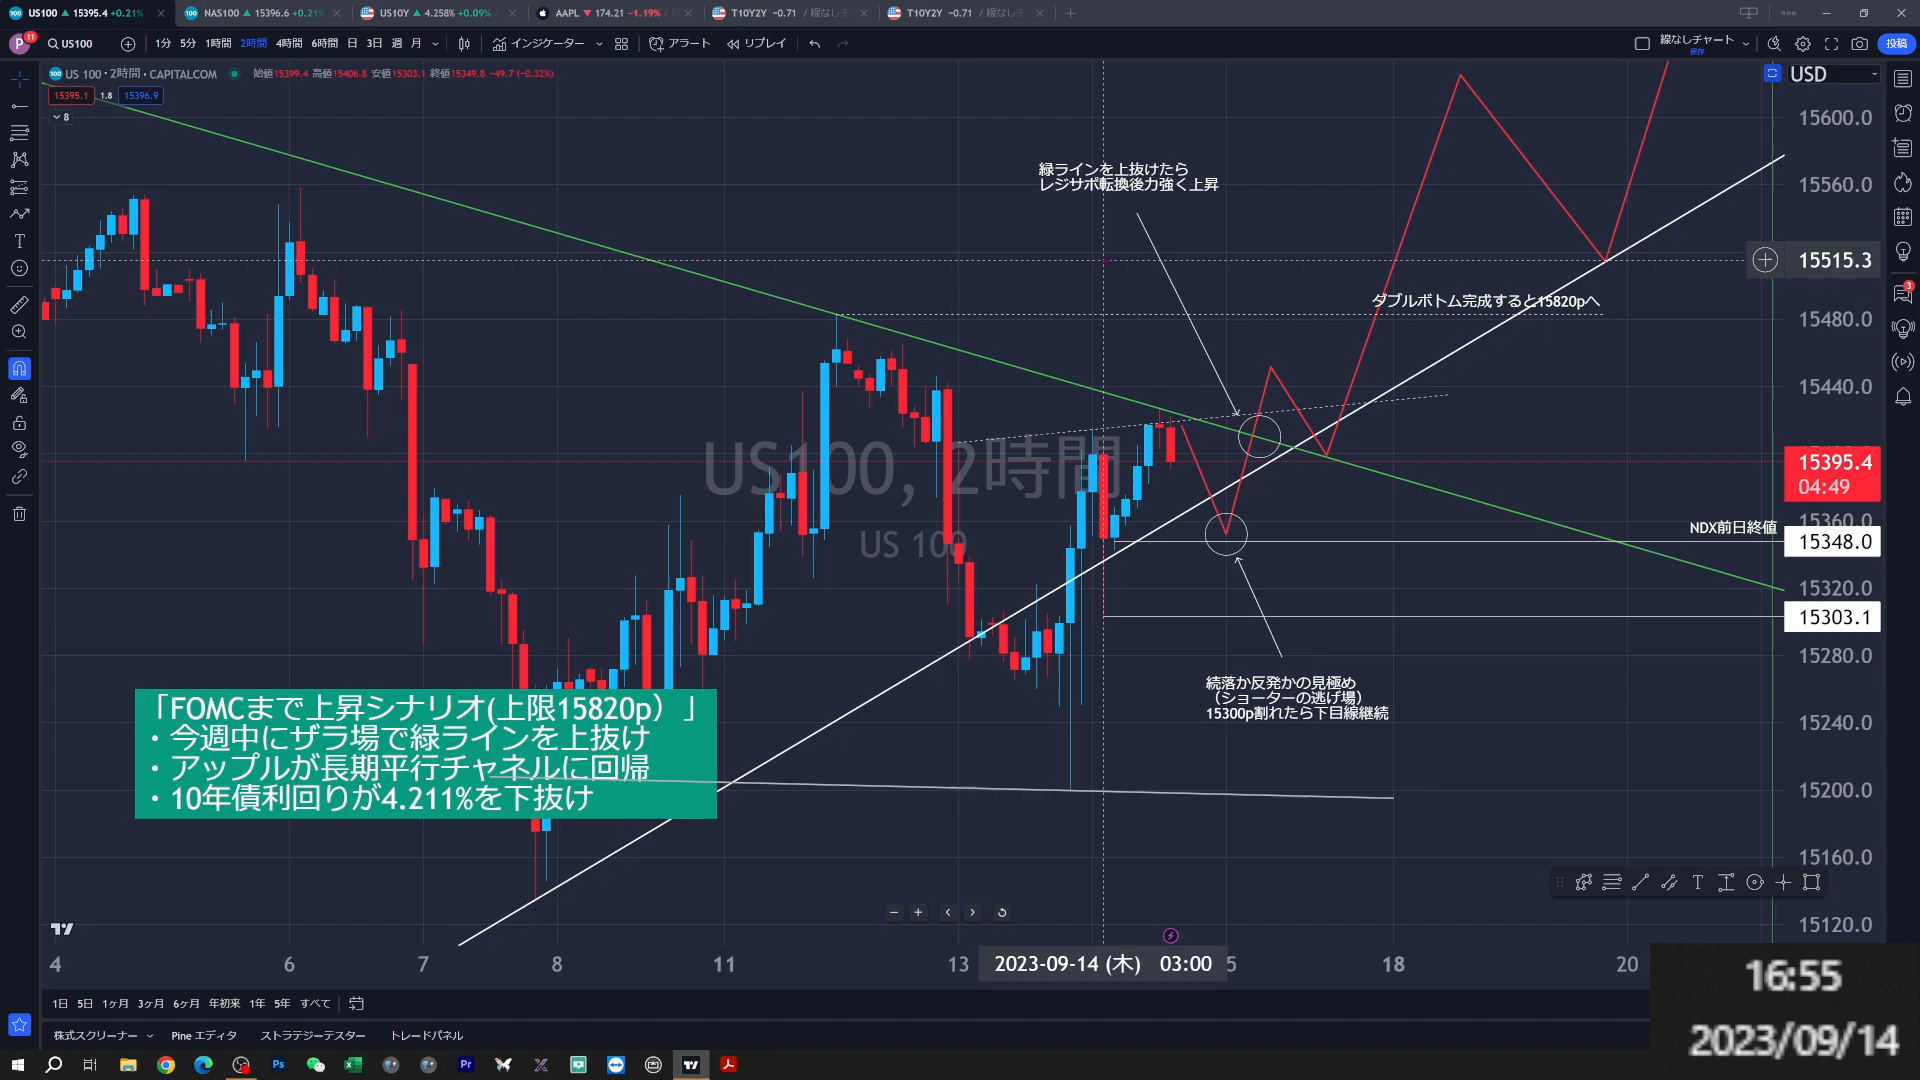 US100 ▲ 15395.4 +0.21%
NAS100 ▲ 15396.6 +0.21%
US10Y ▲ 4.258% +0.09%
AAPL ▼ 174.21 −1.19%
T10Y2Y −0.71 / 線なしチ
T10Y2Y −0.71 / 線なしチ
P 11
US100
1分 5分 1時間 2時間 4時間 6時間 日 3日 週 月
インジケーター
アラート
リプレイ
線なしチャート
保存
投稿
US 100・2時間・CAPITALCOM
始値15399.4 高値15406.8 安値15303.1 終値15349.8 −49.7 (−0.32%)
USD
15395.1 1.8 15396.9
8
15600.0
緑ラインを上抜けたら
レジサポ転換後力強く上昇
15560.0
15515.3
ダブルボトム完成すると15820pへ
15480.0
15440.0
US100, 2時間
US 100
15395.4
04:49
15360.0
NDX前日終値
15348.0
15320.0
15303.1
15280.0
続落か反発かの見極め
（ショーターの逃げ場）
15300p割れたら下目線継続
15240.0
「FOMCまで上昇シナリオ(上限15820p）」
・今週中にザラ場で緑ラインを上抜け
・アップルが長期平行チャネルに回帰
・10年債利回りが4.211%を下抜け
15200.0
15160.0
15120.0
4 6 7 8 11 13 2023-09-14 (木) 03:00 5 18 20
1日 5日 1ヶ月 3ヶ月 6ヶ月 年初来 1年 5年 すべて
株式スクリーナー Pine エディタ ストラテジーテスター トレードパネル
16:55
2023/09/14